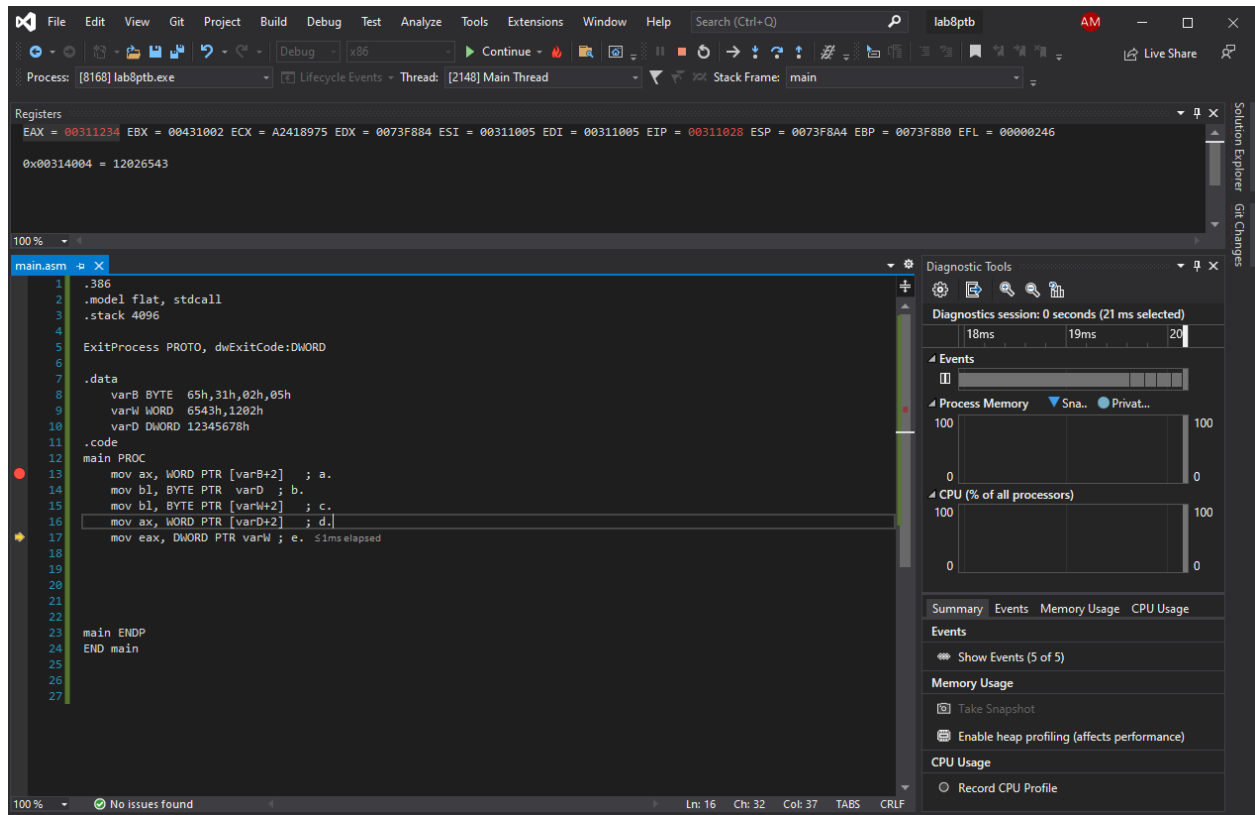 File Edit View Git Project Build Debug Test Analyze Tools Extensions Window Help Search (Ctrl+Q) lab8ptb AM
Debug x86 Continue Live Share
Process: [8168] lab8ptb.exe Lifecycle Events Thread: [2148] Main Thread Stack Frame: main
Registers
EAX = 00311234 EBX = 00431002 ECX = A2418975 EDX = 0073F884 ESI = 00311005 EDI = 00311005 EIP = 00311028 ESP = 0073F8A4 EBP = 0073F8B0 EFL = 00000246
0x00314004 = 12026543
100 %
Solution Explorer
Git Changes
main.asm
1 .386
2 .model flat, stdcall
3 .stack 4096
4
5 ExitProcess PROTO, dwExitCode:DWORD
6
7 .data
8 varB BYTE 65h,31h,02h,05h
9 varW WORD 6543h,1202h
10 varD DWORD 12345678h
11 .code
12 main PROC
13 mov ax, WORD PTR [varB+2] ; a.
14 mov bl, BYTE PTR varD ; b.
15 mov bl, BYTE PTR [varW+2] ; c.
16 mov ax, WORD PTR [varD+2] ; d.
17 mov eax, DWORD PTR varW ; e. ≤1ms elapsed
18
19
20
21
22
23 main ENDP
24 END main
25
26
27
100 % No issues found Ln: 16 Ch: 32 Col: 37 TABS CRLF
Diagnostic Tools
Diagnostics session: 0 seconds (21 ms selected)
18ms 19ms 20
Events
Process Memory Sna.. Privat...
100 100
0 0
CPU (% of all processors)
100 100
0 0
Summary Events Memory Usage CPU Usage
Events
Show Events (5 of 5)
Memory Usage
Take Snapshot
Enable heap profiling (affects performance)
CPU Usage
Record CPU Profile